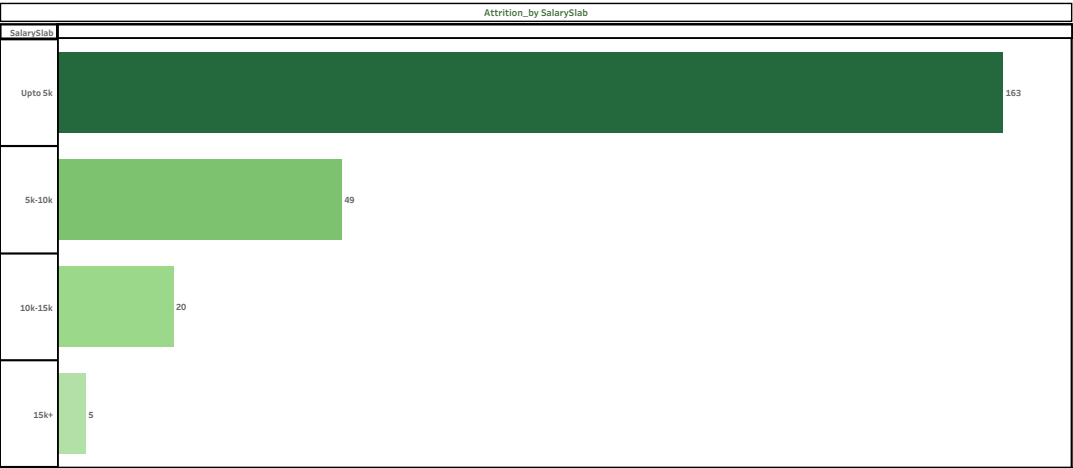 Attrition_by SalarySlab
SalarySlab
Upto 5k
163
5k-10k
49
10k-15k
20
15k+
5